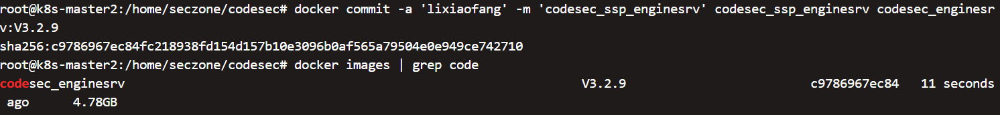 root@k8s-master2:/home/seczone/codesec# docker commit -a 'lixiaofang' -m 'codesec_ssp_enginesrv' codesec_ssp_enginesrv codesec_enginesr
v:V3.2.9
sha256:c9786967ec84fc218938fd154d157b10e3096b0af565a79504e0e949ce742710
root@k8s-master2:/home/seczone/codesec# docker images | grep code
codesec_enginesrv V3.2.9 c9786967ec84 11 seconds
ago 4.78GB